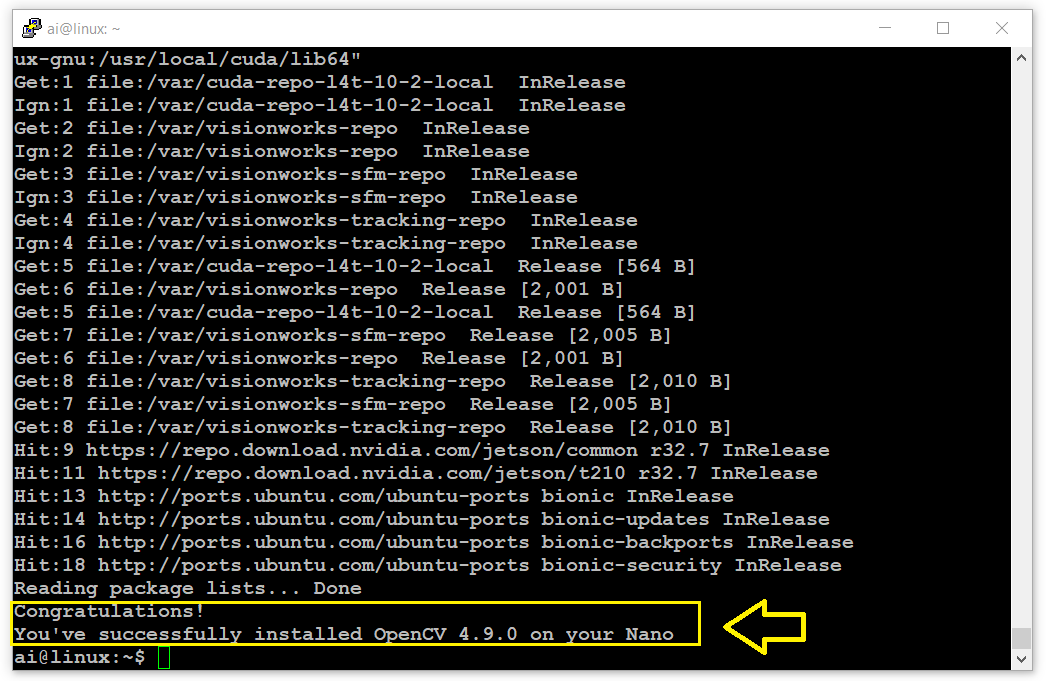 ai@linux: ~
ux-gnu:/usr/local/cuda/lib64"
Get:1 file:/var/cuda-repo-l4t-10-2-local  InRelease
Ign:1 file:/var/cuda-repo-l4t-10-2-local  InRelease
Get:2 file:/var/visionworks-repo  InRelease
Ign:2 file:/var/visionworks-repo  InRelease
Get:3 file:/var/visionworks-sfm-repo  InRelease
Ign:3 file:/var/visionworks-sfm-repo  InRelease
Get:4 file:/var/visionworks-tracking-repo  InRelease
Ign:4 file:/var/visionworks-tracking-repo  InRelease
Get:5 file:/var/cuda-repo-l4t-10-2-local  Release [564 B]
Get:6 file:/var/visionworks-repo  Release [2,001 B]
Get:5 file:/var/cuda-repo-l4t-10-2-local  Release [564 B]
Get:7 file:/var/visionworks-sfm-repo  Release [2,005 B]
Get:6 file:/var/visionworks-repo  Release [2,001 B]
Get:8 file:/var/visionworks-tracking-repo  Release [2,010 B]
Get:7 file:/var/visionworks-sfm-repo  Release [2,005 B]
Get:8 file:/var/visionworks-tracking-repo  Release [2,010 B]
Hit:9 https://repo.download.nvidia.com/jetson/common r32.7 InRelease
Hit:11 https://repo.download.nvidia.com/jetson/t210 r32.7 InRelease
Hit:13 http://ports.ubuntu.com/ubuntu-ports bionic InRelease
Hit:14 http://ports.ubuntu.com/ubuntu-ports bionic-updates InRelease
Hit:16 http://ports.ubuntu.com/ubuntu-ports bionic-backports InRelease
Hit:18 http://ports.ubuntu.com/ubuntu-ports bionic-security InRelease
Reading package lists... Done
Congratulations!
You've successfully installed OpenCV 4.9.0 on your Nano
ai@linux:~$